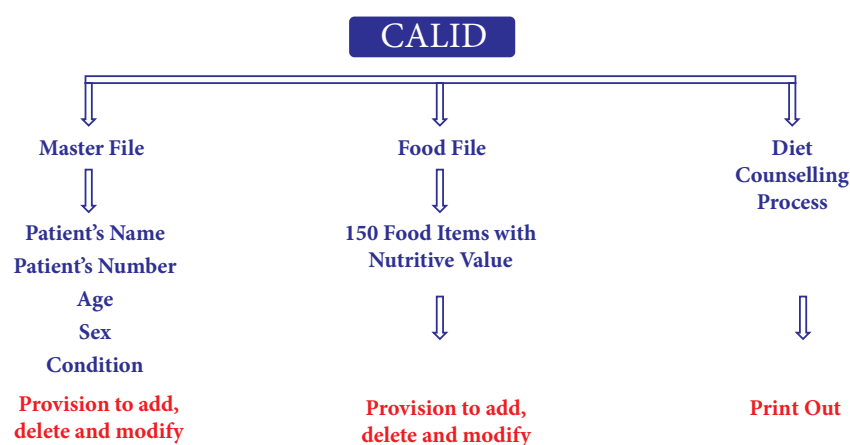 CALID
Master File
Patient’s Name
Patient’s Number
Age
Sex
Condition
Provision to add,
delete and modify
Food File
150 Food Items with
Nutritive Value
Provision to add,
delete and modify
Diet
Counselling
Process
Print Out